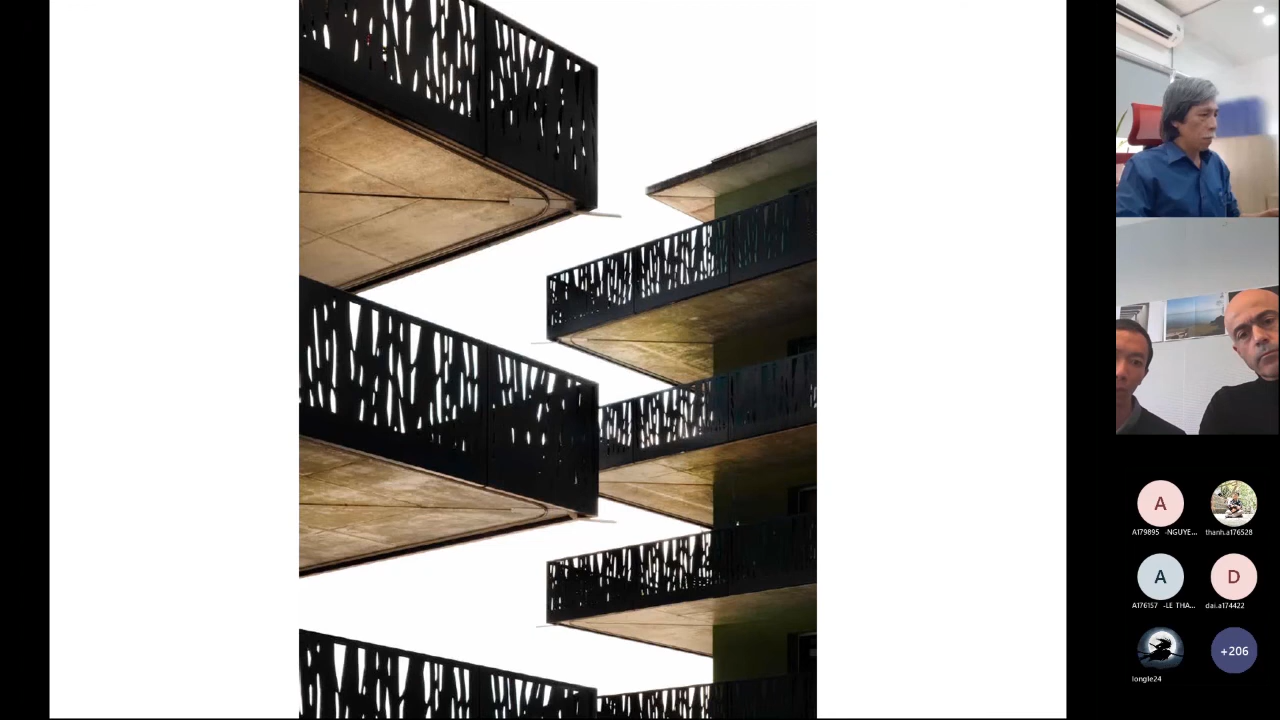 A
A179895 -NGUYE...
thanh.a176528
A
A176157 -LE THA...
D
dai.a174422
longle24
+206